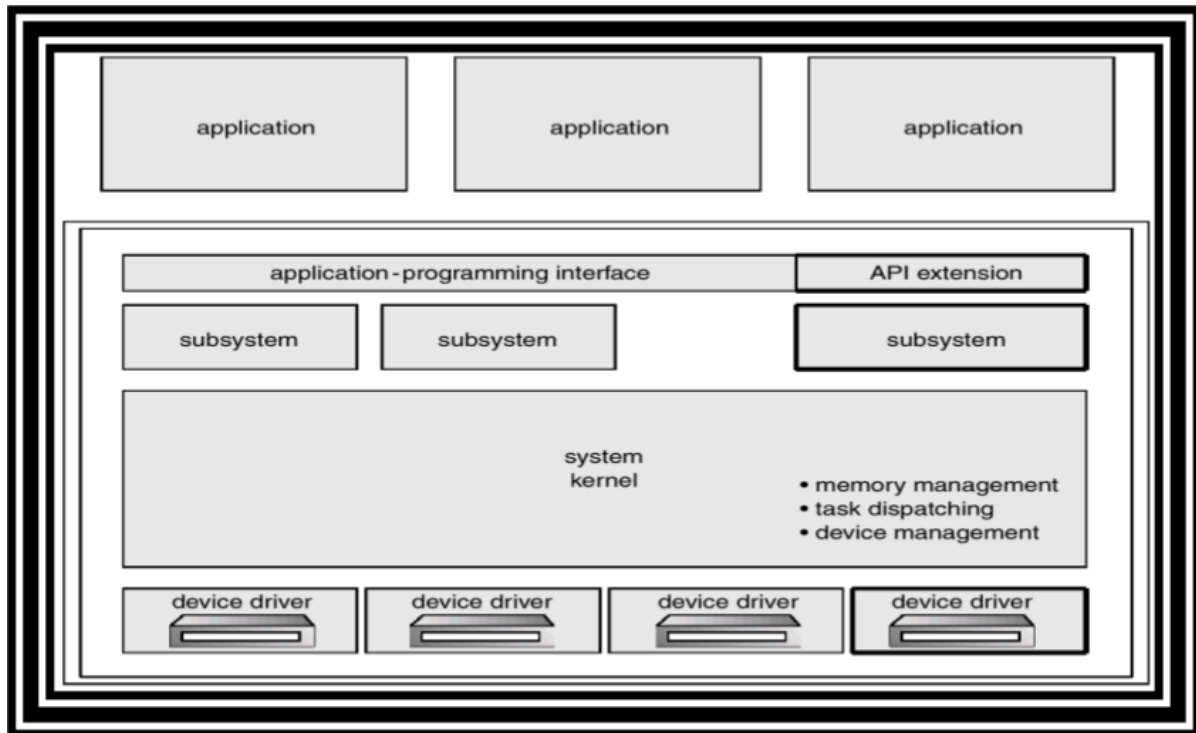 application
application
application
application-programming interface
API extension
subsystem
subsystem
subsystem
system
kernel
• memory management
• task dispatching
• device management
device driver
device driver
device driver
device driver